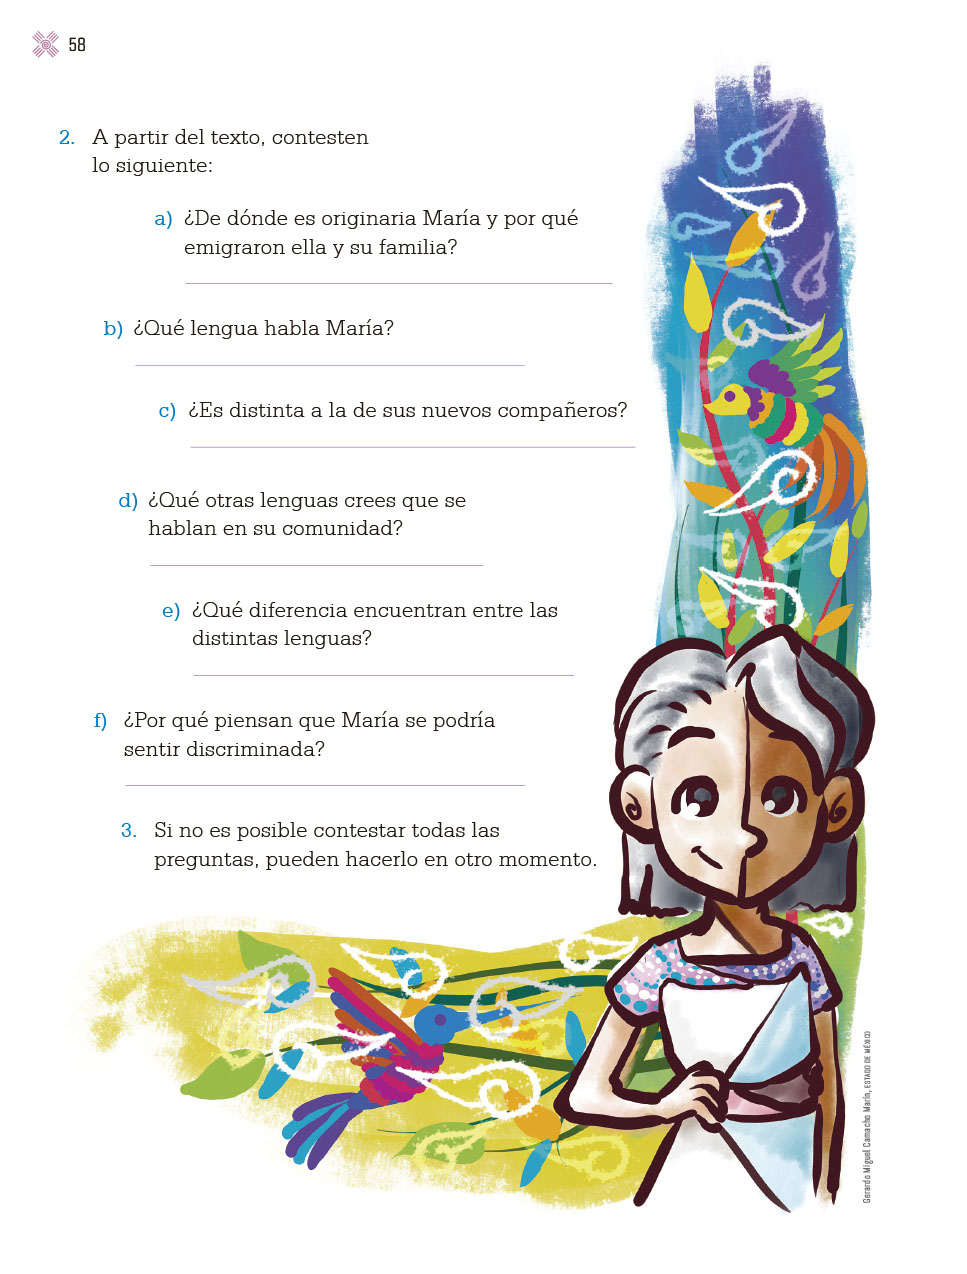 58
2. A partir del texto, contesten
lo siguiente:
a) ¿De dónde es originaria María y por qué
emigraron ella y su familia?
b) ¿Qué lengua habla María?
c) ¿Es distinta a la de sus nuevos compañeros?
d) ¿Qué otras lenguas crees que se
hablan en su comunidad?
e) ¿Qué diferencia encuentran entre las
distintas lenguas?
f) ¿Por qué piensan que María se podría
sentir discriminada?
3. Si no es posible contestar todas las
preguntas, pueden hacerlo en otro momento.
Gerardo Miguel Camacho Marín, ESTADO DE MÉXICO